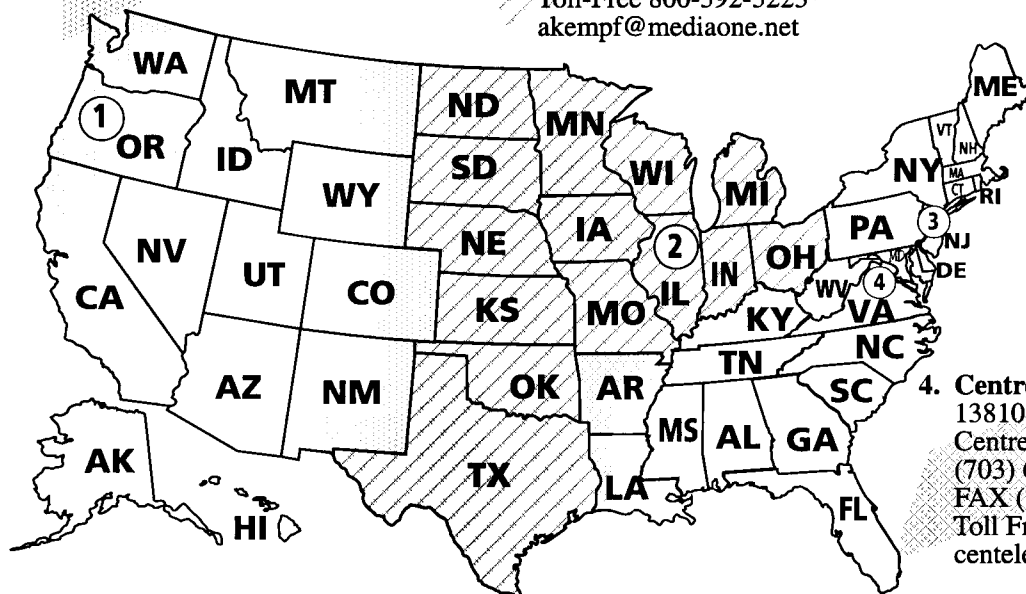 Toll-Free 800-592-5223
akempf@mediaone.net
WA
MT
ND
MN
ME
1
OR
ID
SD
WI
MI
VT
NH
NY
MA
CT
RI
WY
NE
IA
2
PA
3
NJ
NV
UT
CO
IL
IN
OH
MD
DE
WV
4
CA
KS
MO
KY
VA
AZ
NM
OK
AR
TN
NC
SC
MS
AL
GA
AK
HI
TX
LA
FL
4. Centre
13810
Centre
(703)
FAX (
Toll Fr
centele